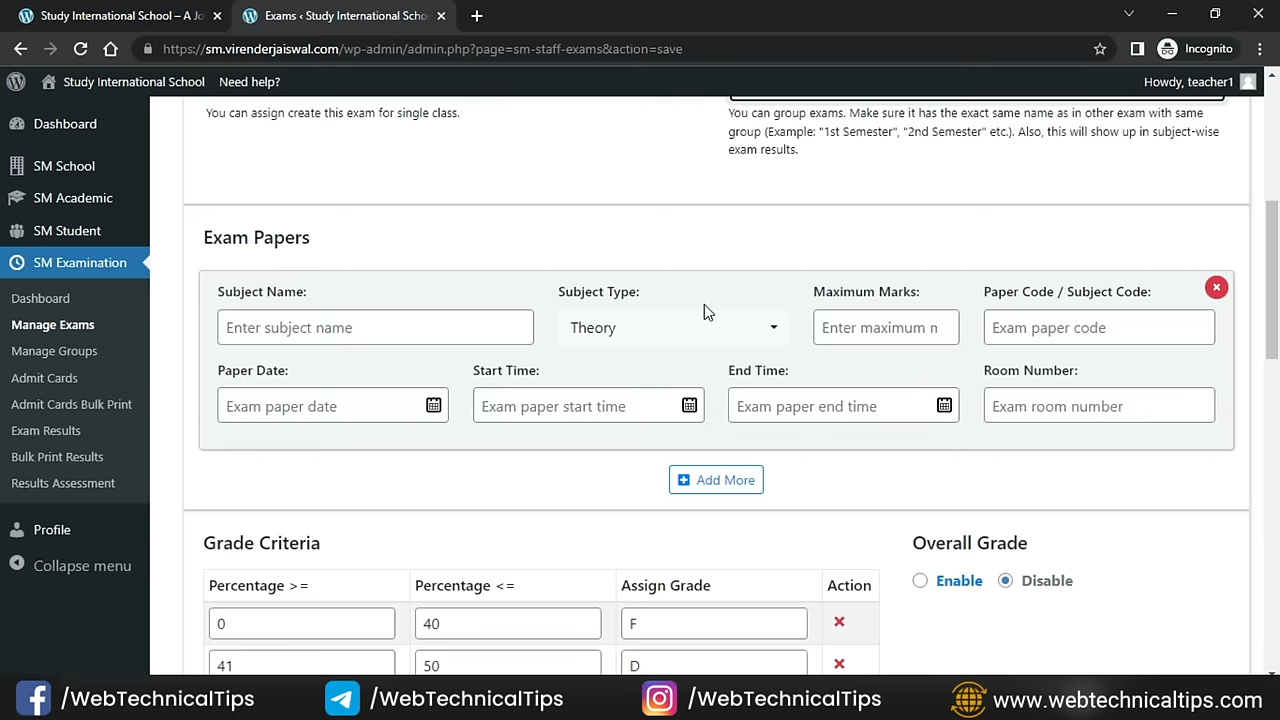 Study International School – A Jo
Exams ‹ Study International Scho
https://sm.virenderjaiswal.com/wp-admin/admin.php?page=sm-staff-exams&action=save
Incognito
Study International School
Need help?
Howdy, teacher1
Dashboard
SM School
SM Academic
SM Student
SM Examination
Dashboard
Manage Exams
Manage Groups
Admit Cards
Admit Cards Bulk Print
Exam Results
Bulk Print Results
Results Assessment
Profile
Collapse menu
You can assign create this exam for single class.
You can group exams. Make sure it has the exact same name as in other exam with same
group (Example: "1st Semester", "2nd Semester" etc.). Also, this will show up in subject-wise
exam results.
Exam Papers
Subject Name:
Subject Type:
Maximum Marks:
Paper Code / Subject Code:
Enter subject name
Theory
Enter maximum n
Exam paper code
Paper Date:
Start Time:
End Time:
Room Number:
Exam paper date
Exam paper start time
Exam paper end time
Exam room number
Add More
Grade Criteria
Overall Grade
Percentage >=
Percentage <=
Assign Grade
Action
Enable
Disable
0
40
F
41
50
D
/WebTechnicalTips
/WebTechnicalTips
/WebTechnicalTips
www.webtechnicaltips.com